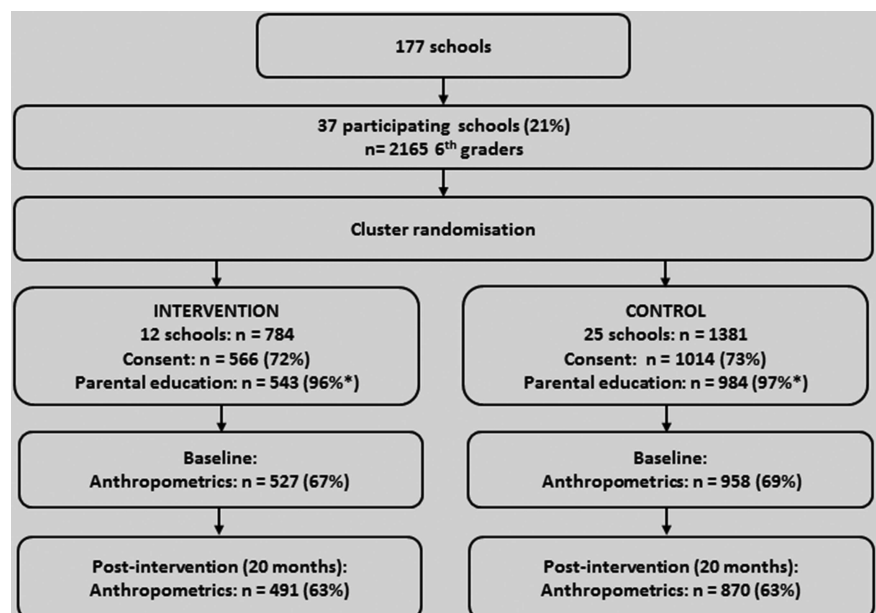 177 schools
37 participating schools (21%)
n= 2165 6th graders
Cluster randomisation
INTERVENTION
12 schools: n = 784
Consent: n = 566 (72%)
Parental education: n = 543 (96%*)
CONTROL
25 schools: n = 1381
Consent: n = 1014 (73%)
Parental education: n = 984 (97%*)
Baseline:
Anthropometrics: n = 527 (67%)
Baseline:
Anthropometrics: n = 958 (69%)
Post-intervention (20 months):
Anthropometrics: n = 491 (63%)
Post-intervention (20 months):
Anthropometrics: n = 870 (63%)